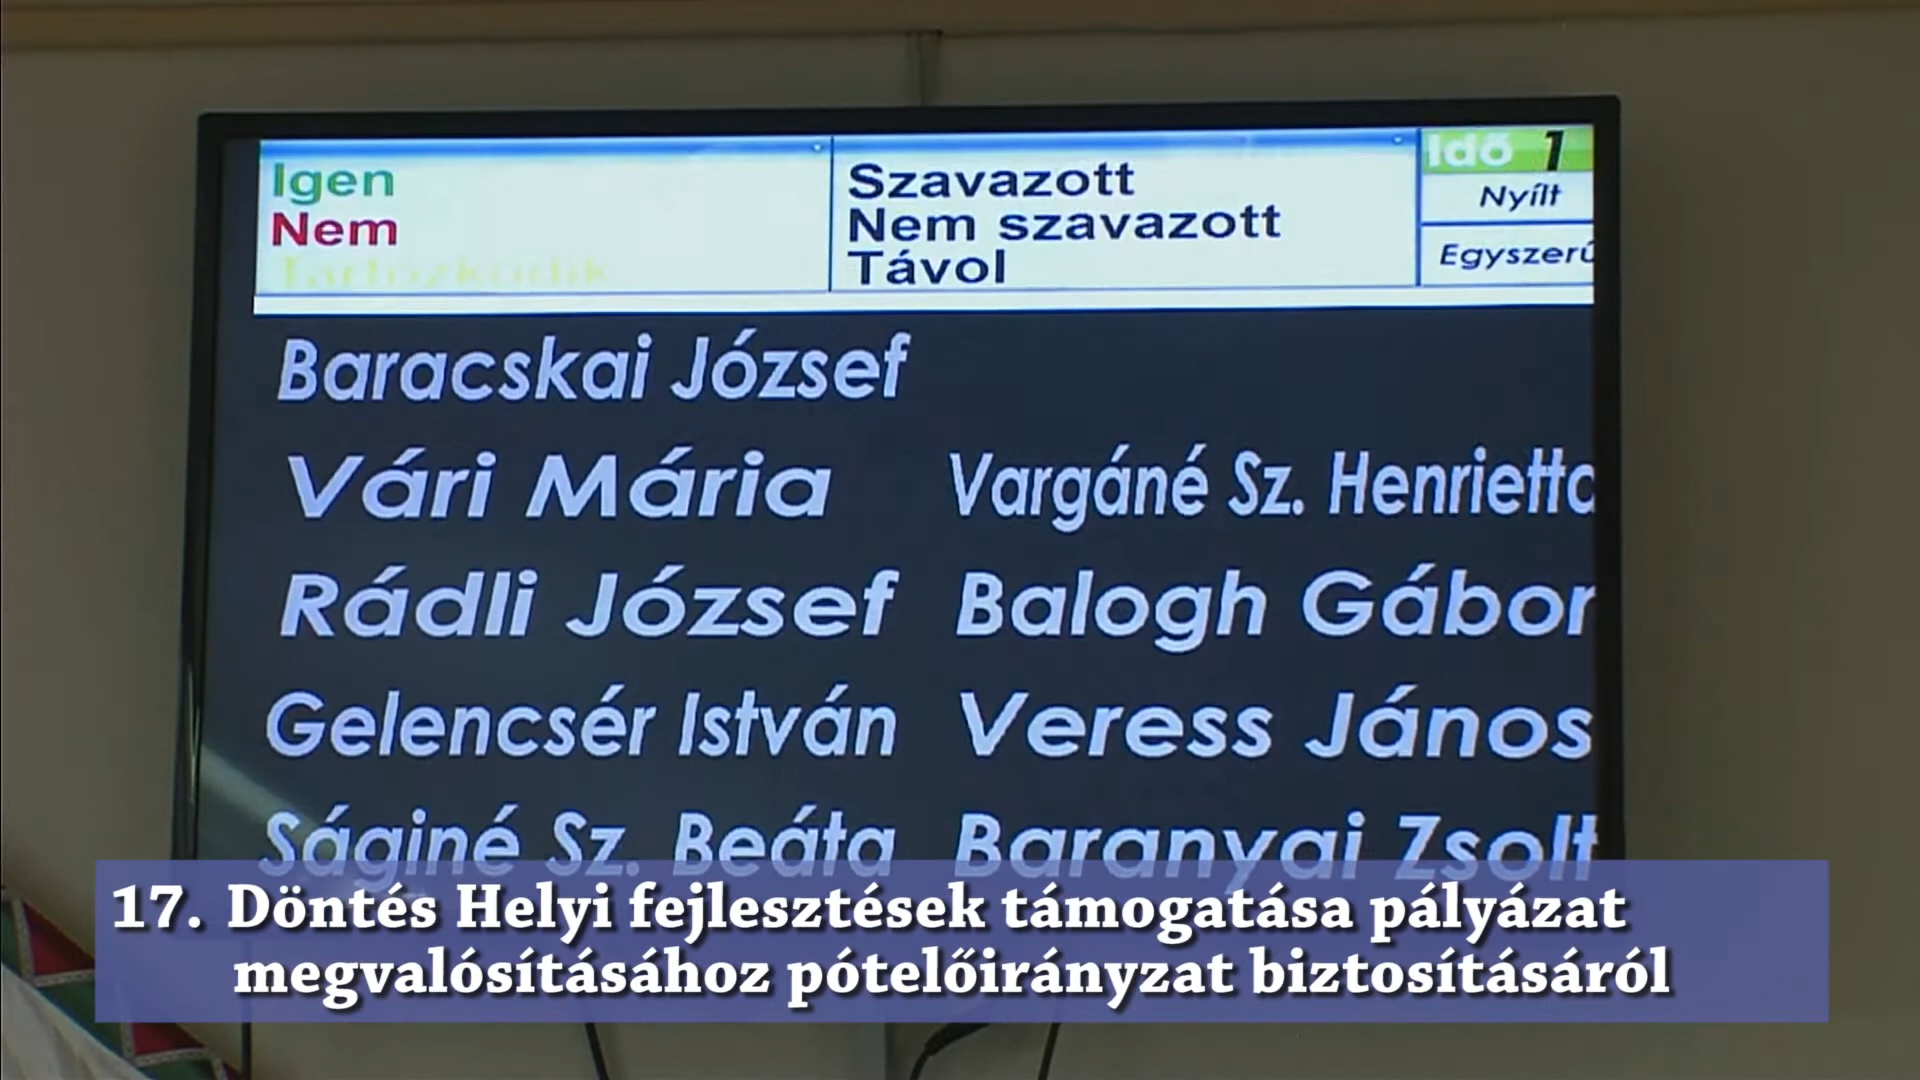 Igen
Nem
Tartózkodik
Szavazott
Nem szavazott
Távol
Idő 1
Nyílt
Egyszerű
Baracskai József
Vári Mária Vargáné Sz. Henrietta
Rádli József Balogh Gábor
Gelencsér István Veress János
Ságiné Sz. Beáta Baranyai Zsolt
17. Döntés Helyi fejlesztések támogatása pályázat
megvalósításához pótelőirányzat biztosításáról